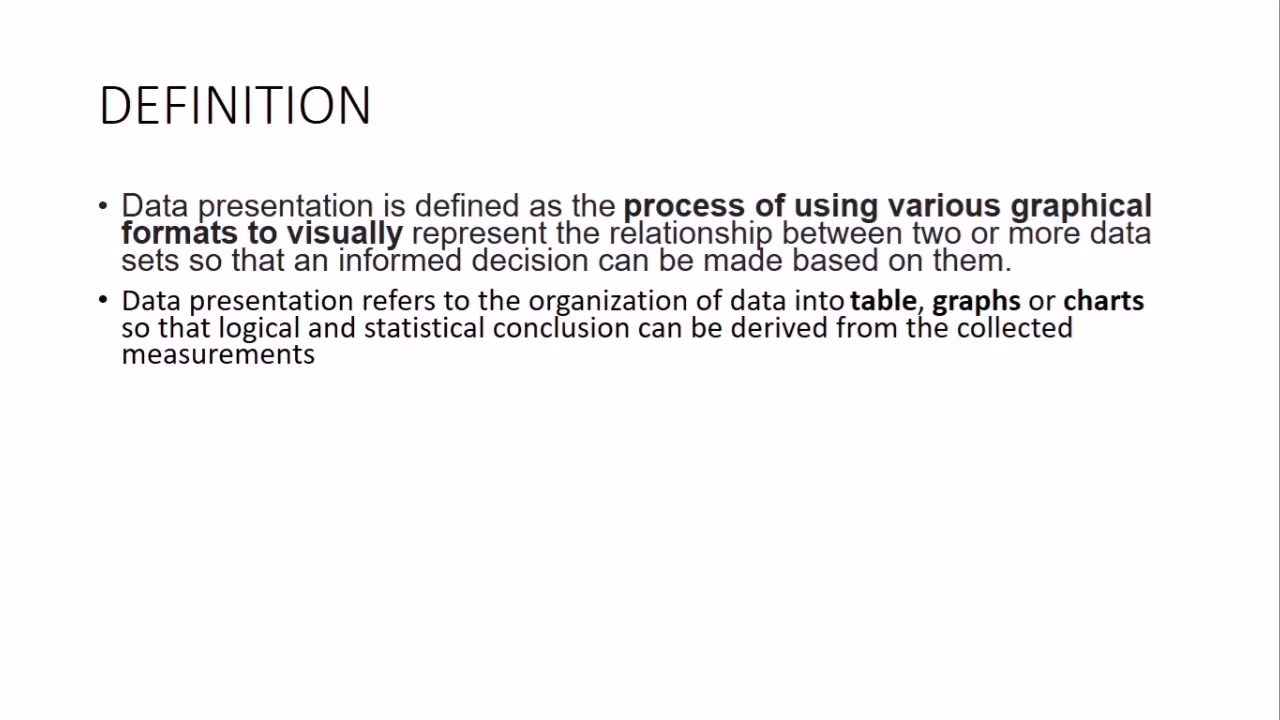 DEFINITION
• Data presentation is defined as the process of using various graphical
formats to visually represent the relationship between two or more data
sets so that an informed decision can be made based on them.
• Data presentation refers to the organization of data into table, graphs or charts
so that logical and statistical conclusion can be derived from the collected
measurements